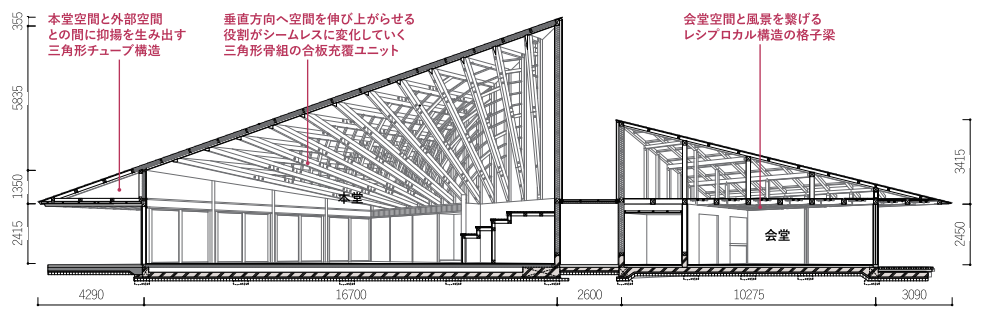 本堂空間と外部空間
との間に抑揚を生み出す
三角形チューブ構造
垂直方向へ空間を伸び上がらせる
役割がシームレスに変化していく
三角形骨組の合板充覆ユニット
会堂空間と風景を繋げる
レシプロカル構造の格子梁
355
5835
1350
2415
本堂
会堂
3415
2450
4290
16700
2600
10275
3090